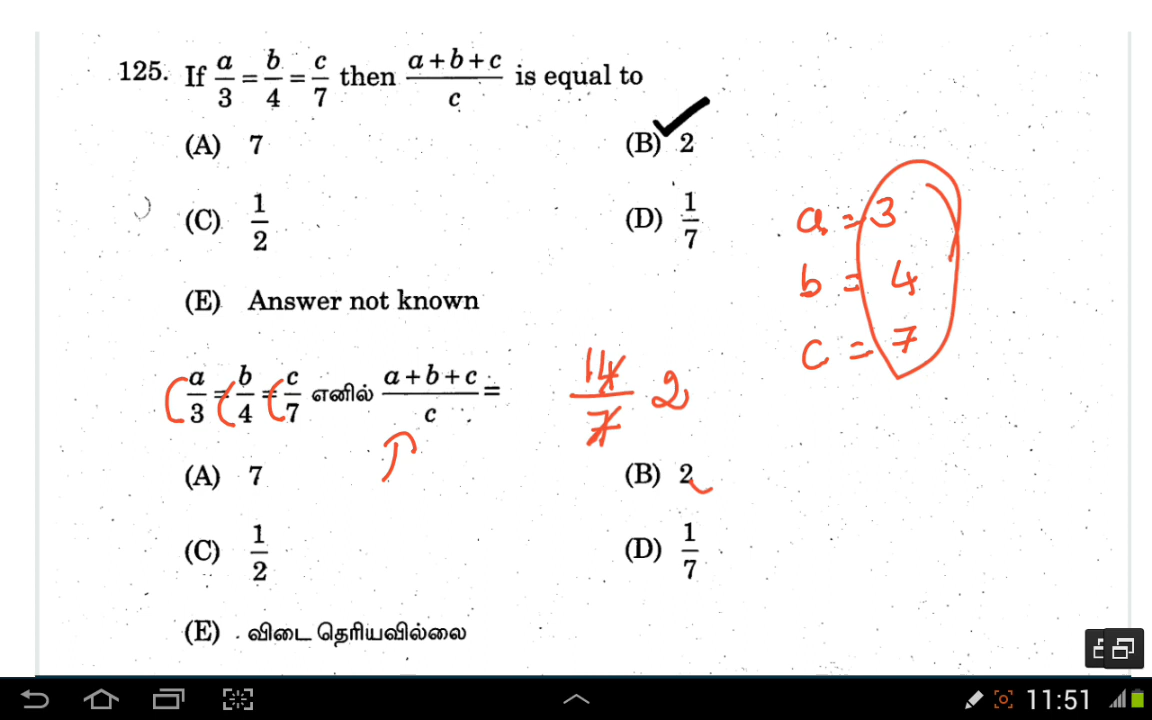 125. If a/3 = b/4 = c/7 then (a + b + c)/c is equal to
(A) 7
(B) 2
(C) 1/2
(D) 1/7
(E) Answer not known
a = 3
b = 4
c = 7
a/3 = b/4 = c/7 எனில் (a + b + c)/c =
14/7 2
(A) 7
(B) 2
(C) 1/2
(D) 1/7
(E) விடை தெரியவில்லை
11:51